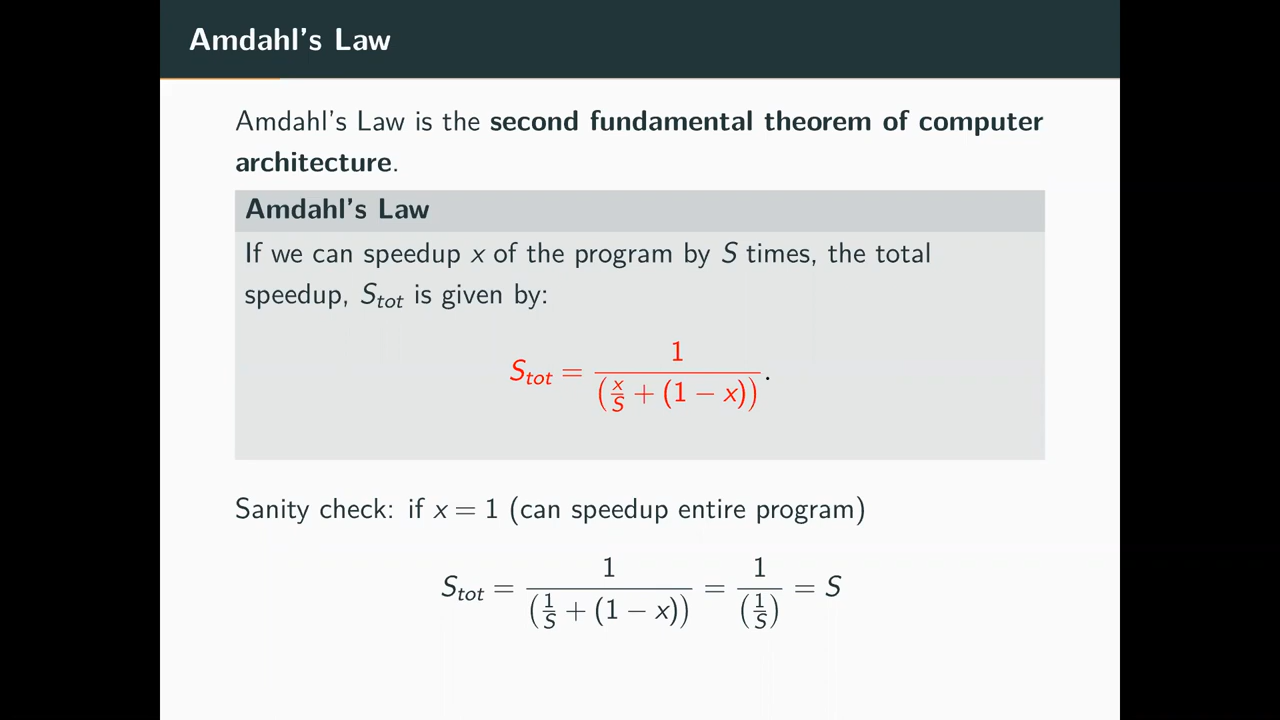 Amdahl's Law
Amdahl's Law is the second fundamental theorem of computer
architecture.
Amdahl's Law
If we can speedup x of the program by S times, the total
speedup, S_tot is given by:
S_tot = 1 / (x/S + (1 − x)).
Sanity check: if x = 1 (can speedup entire program)
S_tot = 1 / (1/S + (1 − x)) = 1 / (1/S) = S